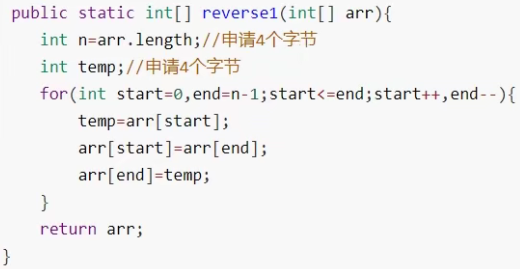 public static int[] reverse1(int[] arr){
    int n=arr.length;//申请4个字节
    int temp;//申请4个字节
    for(int start=0,end=n-1;start<=end;start++,end--){
        temp=arr[start];
        arr[start]=arr[end];
        arr[end]=temp;
    }
    return arr;
}